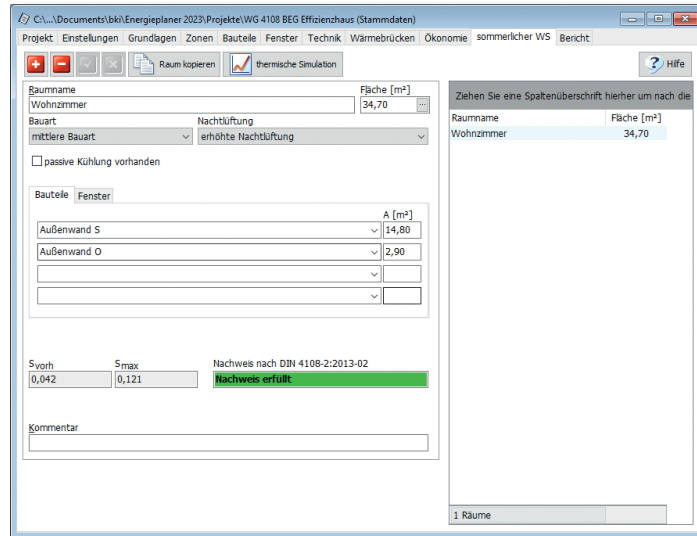 C:\...\Documents\bki\Energieplaner 2023\Projekte\WG 4108 BEG Effizienzhaus (Stammdaten)
Projekt Einstellungen Grundlagen Zonen Bauteile Fenster Technik Wärmebrücken Ökonomie sommerlicher WS Bericht
Raum kopieren thermische Simulation ? Hilfe
Raumname Fläche [m²]
Wohnzimmer 34,70 ...
Bauart Nachtlüftung
mittlere Bauart erhöhte Nachtlüftung
passive Kühlung vorhanden
Bauteile Fenster
A [m²]
Außenwand S 14,80
Außenwand O 2,90
Svorh Smax Nachweis nach DIN 4108-2:2013-02
0,042 0,121 Nachweis erfüllt
Kommentar
Ziehen Sie eine Spaltenüberschrift hierher um nach die
Raumname Fläche [m²]
Wohnzimmer 34,70
1 Räume